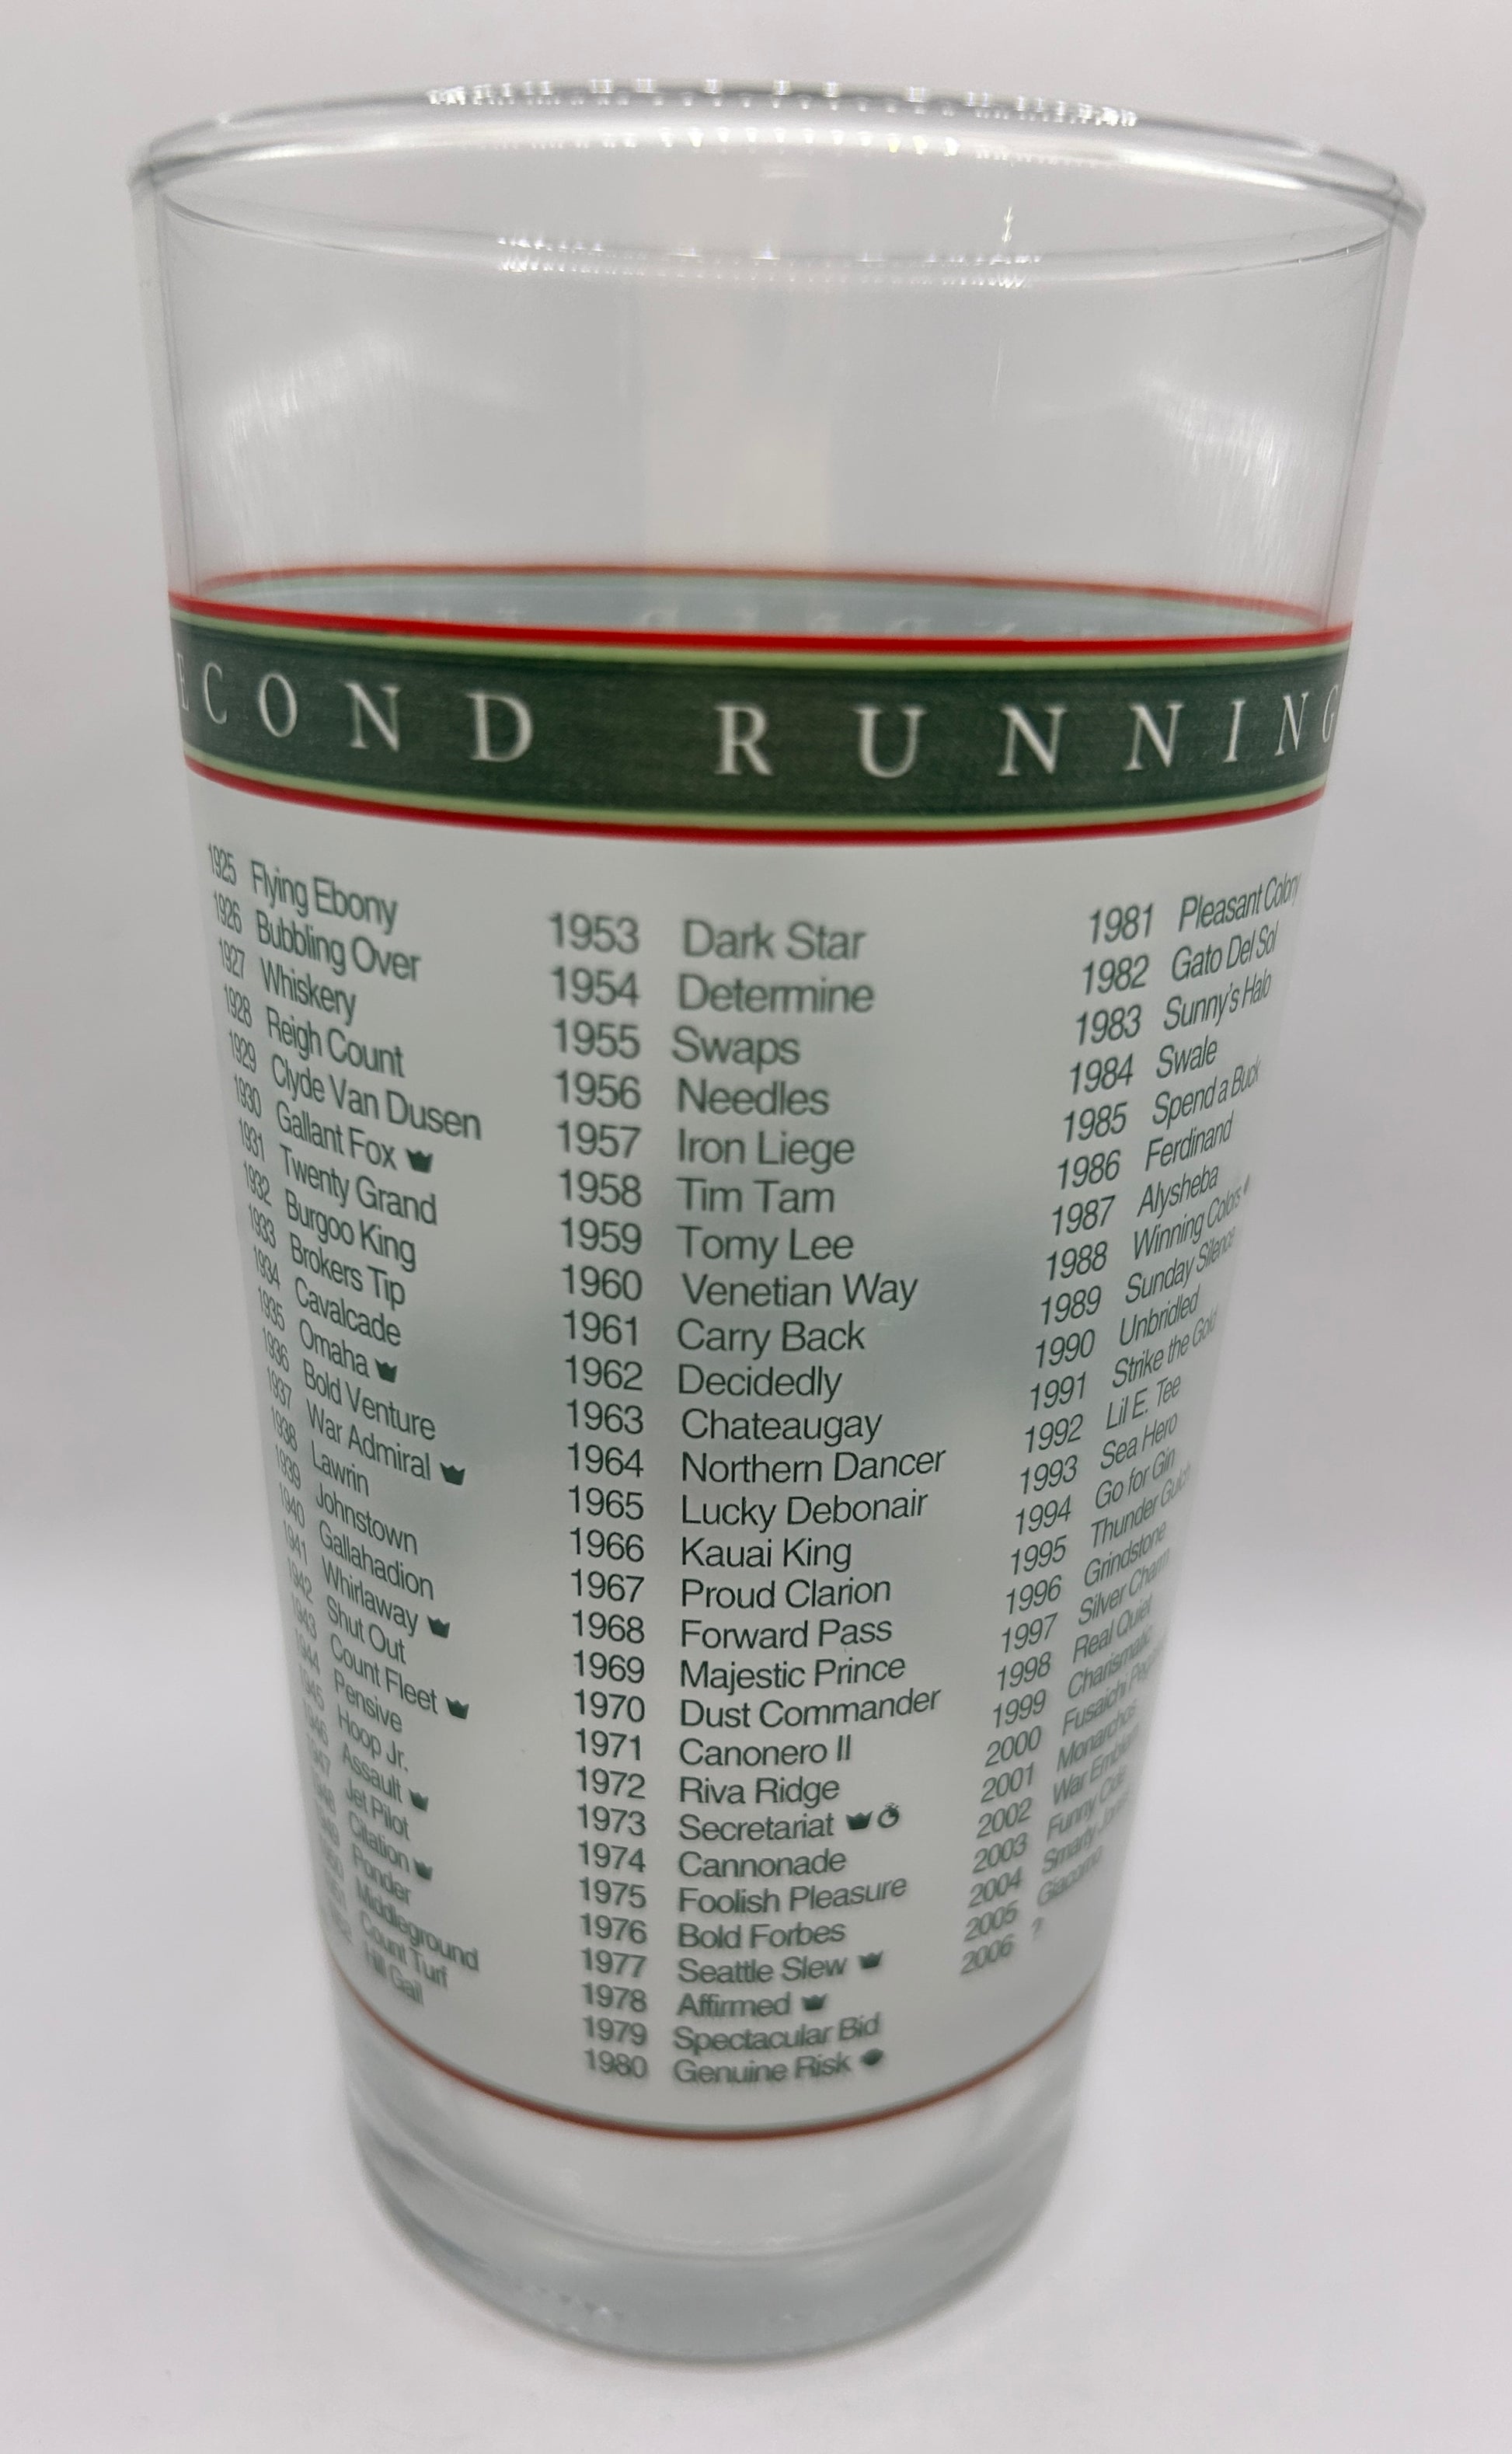 ECOND RUNNING
1925 Flying Ebony
1926 Bubbling Over
1927 Whiskery
1928 Reigh Count
1929 Clyde Van Dusen
1930 Gallant Fox
1931 Twenty Grand
1932 Burgoo King
1933 Brokers Tip
1934 Cavalcade
1935 Omaha
1936 Bold Venture
1937 War Admiral
1938 Lawrin
1939 Johnstown
1940 Gallahadion
1941 Whirlaway
1942 Shut Out
1943 Count Fleet
1944 Pensive
1945 Hoop Jr.
1946 Assault
1947 Jet Pilot
Citation
Ponder
Middleground
Count Turf
Hill Gail
1953 Dark Star
1954 Determine
1955 Swaps
1956 Needles
1957 Iron Liege
1958 Tim Tam
1959 Tomy Lee
1960 Venetian Way
1961 Carry Back
1962 Decidedly
1963 Chateaugay
1964 Northern Dancer
1965 Lucky Debonair
1966 Kauai King
1967 Proud Clarion
1968 Forward Pass
1969 Majestic Prince
1970 Dust Commander
1971 Canonero II
1972 Riva Ridge
1973 Secretariat
1974 Cannonade
1975 Foolish Pleasure
1976 Bold Forbes
1977 Seattle Slew
1978 Affirmed
1979 Spectacular Bid
1980 Genuine Risk
1981 Pleasant Colony
1982 Gato Del Sol
1983 Sunny's Halo
1984 Swale
1985 Spend a Buck
1986 Ferdinand
1987 Alysheba
1988 Winning Colors
1989 Sunday Silence
1990 Unbridled
1991 Strike the Gold
1992 Lil E. Tee
1993 Sea Hero
1994 Go for Gin
1995 Thunder Gulch
1996 Grindstone
1997 Silver Charm
1998 Real Quiet
1999 Charismatic
2000 Fusaichi
2001 Monarchos
2002 War Emblem
2003 Funny Cide
2004 Smarty Jones
2005 Giacomo
2006 ?